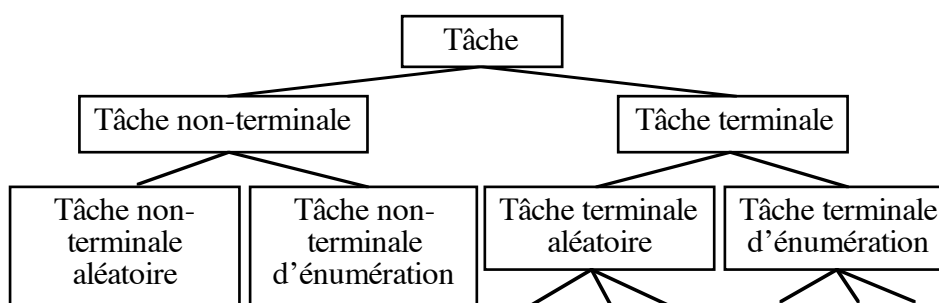 Tâche
Tâche non-terminale
Tâche terminale
Tâche non-
terminale
aléatoire
Tâche non-
terminale
d’énumération
Tâche terminale
aléatoire
Tâche terminale
d’énumération